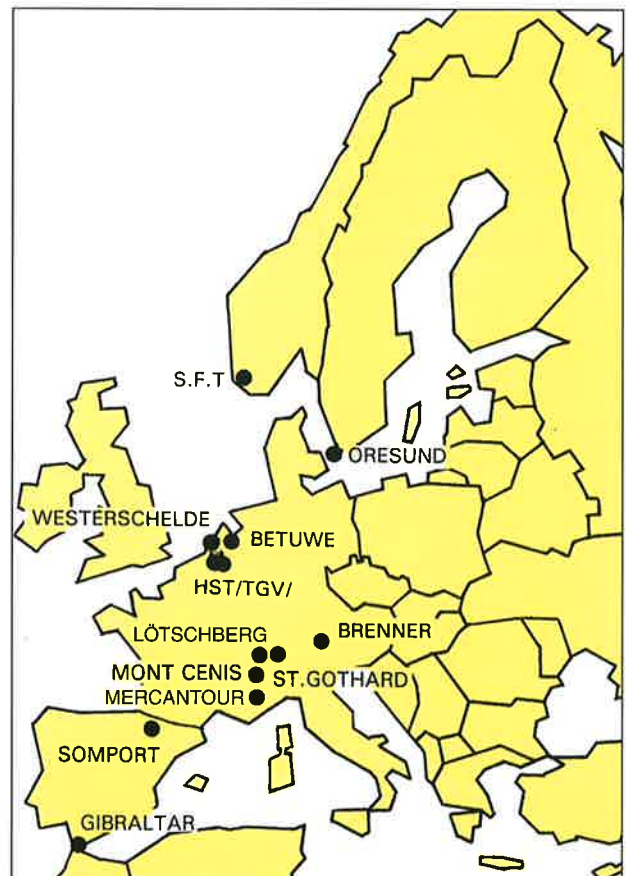 S.F.T
ORESUND
WESTERSCHELDE
BETUWE
HST/TGV/
LÖTSCHBERG
BRENNER
MONT CENIS
ST.GOTHARD
MERCANTOUR
SOMPORT
GIBRALTAR